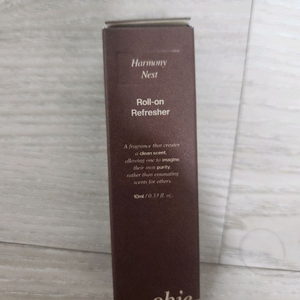 Harmony
Nest
Roll-on
Refresher
A fragrance that creates
a clean scent,
allowing one to imagine
their own purity,
rather than emanating
scents for others.
10ml / 0.33 fl. oz.